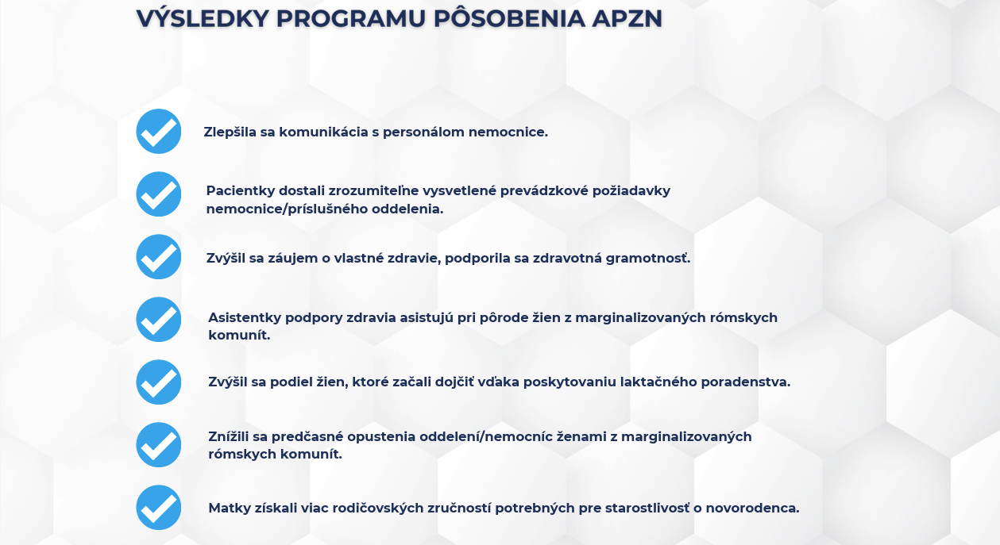 VÝSLEDKY PROGRAMU PÔSOBENIA APZN
Zlepšila sa komunikácia s personálom nemocnice.
Pacientky dostali zrozumiteľne vysvetlené prevádzkové požiadavky
nemocnice/príslušného oddelenia.
Zvýšil sa záujem o vlastné zdravie, podporila sa zdravotná gramotnosť.
Asistentky podpory zdravia asistujú pri pôrode žien z marginalizovaných rómskych
komunít.
Zvýšil sa podiel žien, ktoré začali dojčiť vďaka poskytovaniu laktačného poradenstva.
Znížili sa predčasné opustenia oddelení/nemocníc ženami z marginalizovaných
rómskych komunít.
Matky získali viac rodičovských zručností potrebných pre starostlivosť o novorodenca.